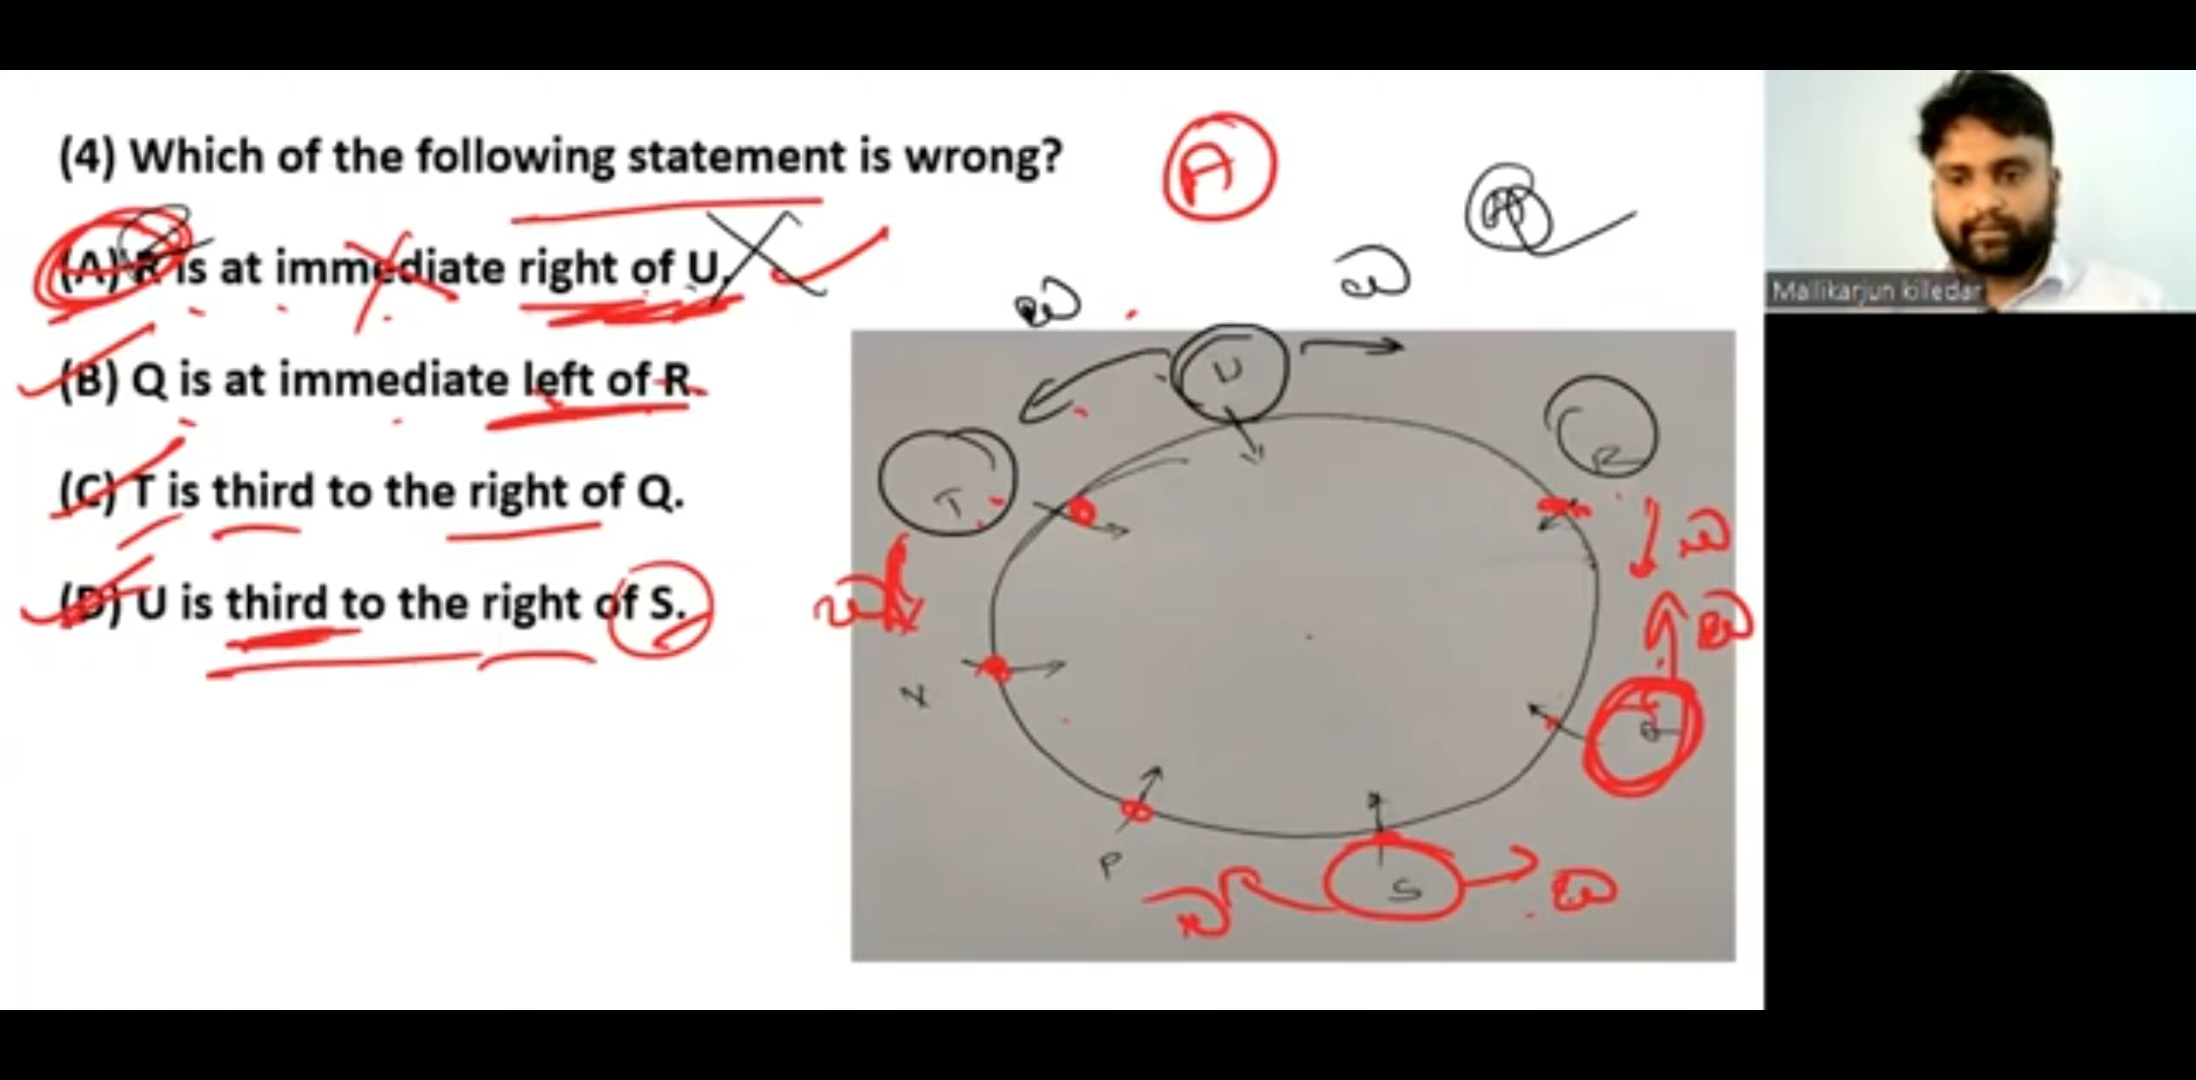 (4) Which of the following statement is wrong?
A
(A) R is at immediate right of U.
(B) Q is at immediate left of R.
(C) T is third to the right of Q.
(D) U is third to the right of S.
Mallikarjun killedar
U
R
T
P
S